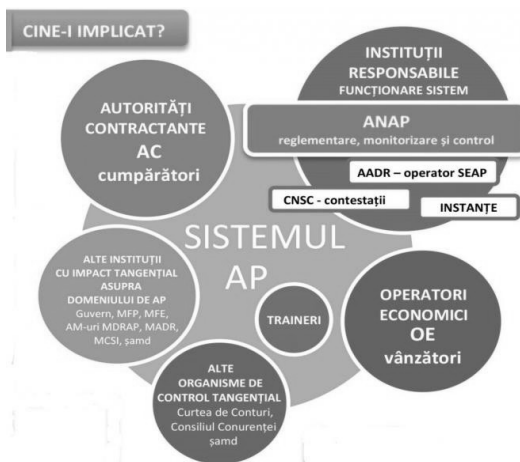 CINE-I IMPLICAT?
INSTITUȚII
RESPONSABILE
FUNCȚIONARE SISTEM
ANAP
reglementare, monitorizare și control
AADR – operator SEAP
CNSC - contestații
INSTANȚE
AUTORITĂȚI
CONTRACTANTE
AC
cumpărători
SISTEMUL
AP
ALTE INSTITUȚII
CU IMPACT TANGENȚIAL
ASUPRA
DOMENIULUI DE AP
Guvern, MFP, MFE,
AM-uri MDRAP, MADR,
MCSI, șamd
TRAINERI
OPERATORI
ECONOMICI
OE
vânzători
ALTE
ORGANISME DE
CONTROL TANGENȚIAL
Curtea de Conturi,
Consiliul Conurenței
șamd